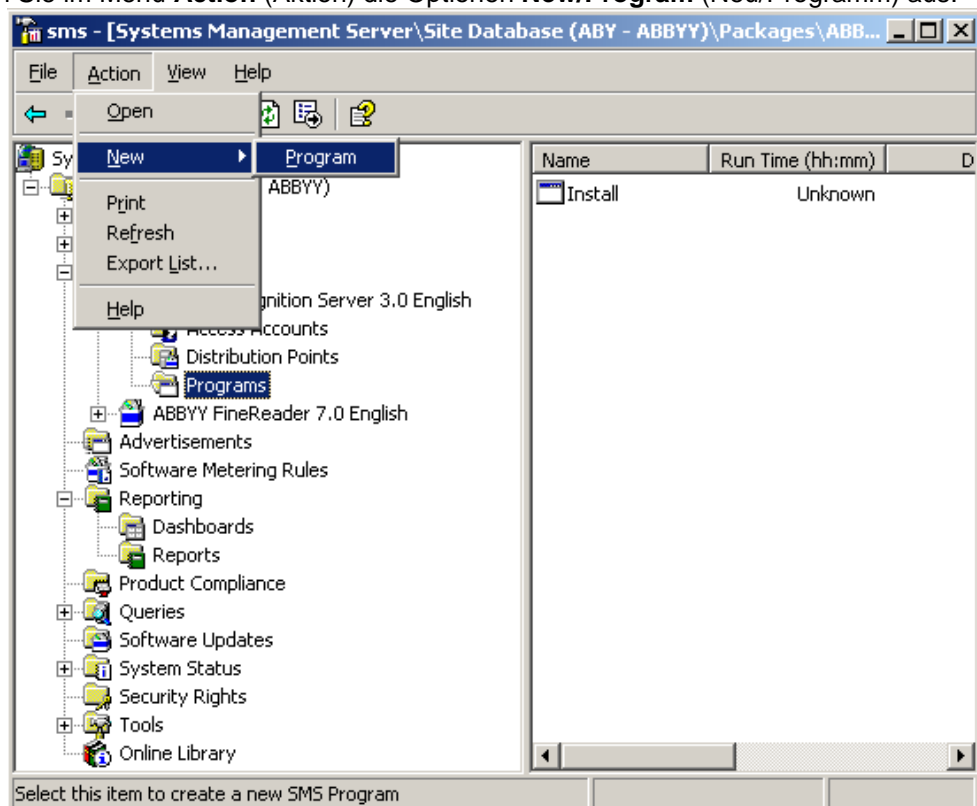 Sie im Menü Action (Aktion) die Optionen New/Program (Neu/Programm) aus.
sms - [Systems Management Server\Site Database (ABY - ABBYY)\Packages\ABB...
File Action View Help
Open
New
Program
Print
Refresh
Export List...
Help
Sy
ABBYY)
gnition Server 3.0 English
Access Accounts
Distribution Points
Programs
ABBYY FineReader 7.0 English
Advertisements
Software Metering Rules
Reporting
Dashboards
Reports
Product Compliance
Queries
Software Updates
System Status
Security Rights
Tools
Online Library
Name Run Time (hh:mm) D
Install Unknown
Select this item to create a new SMS Program